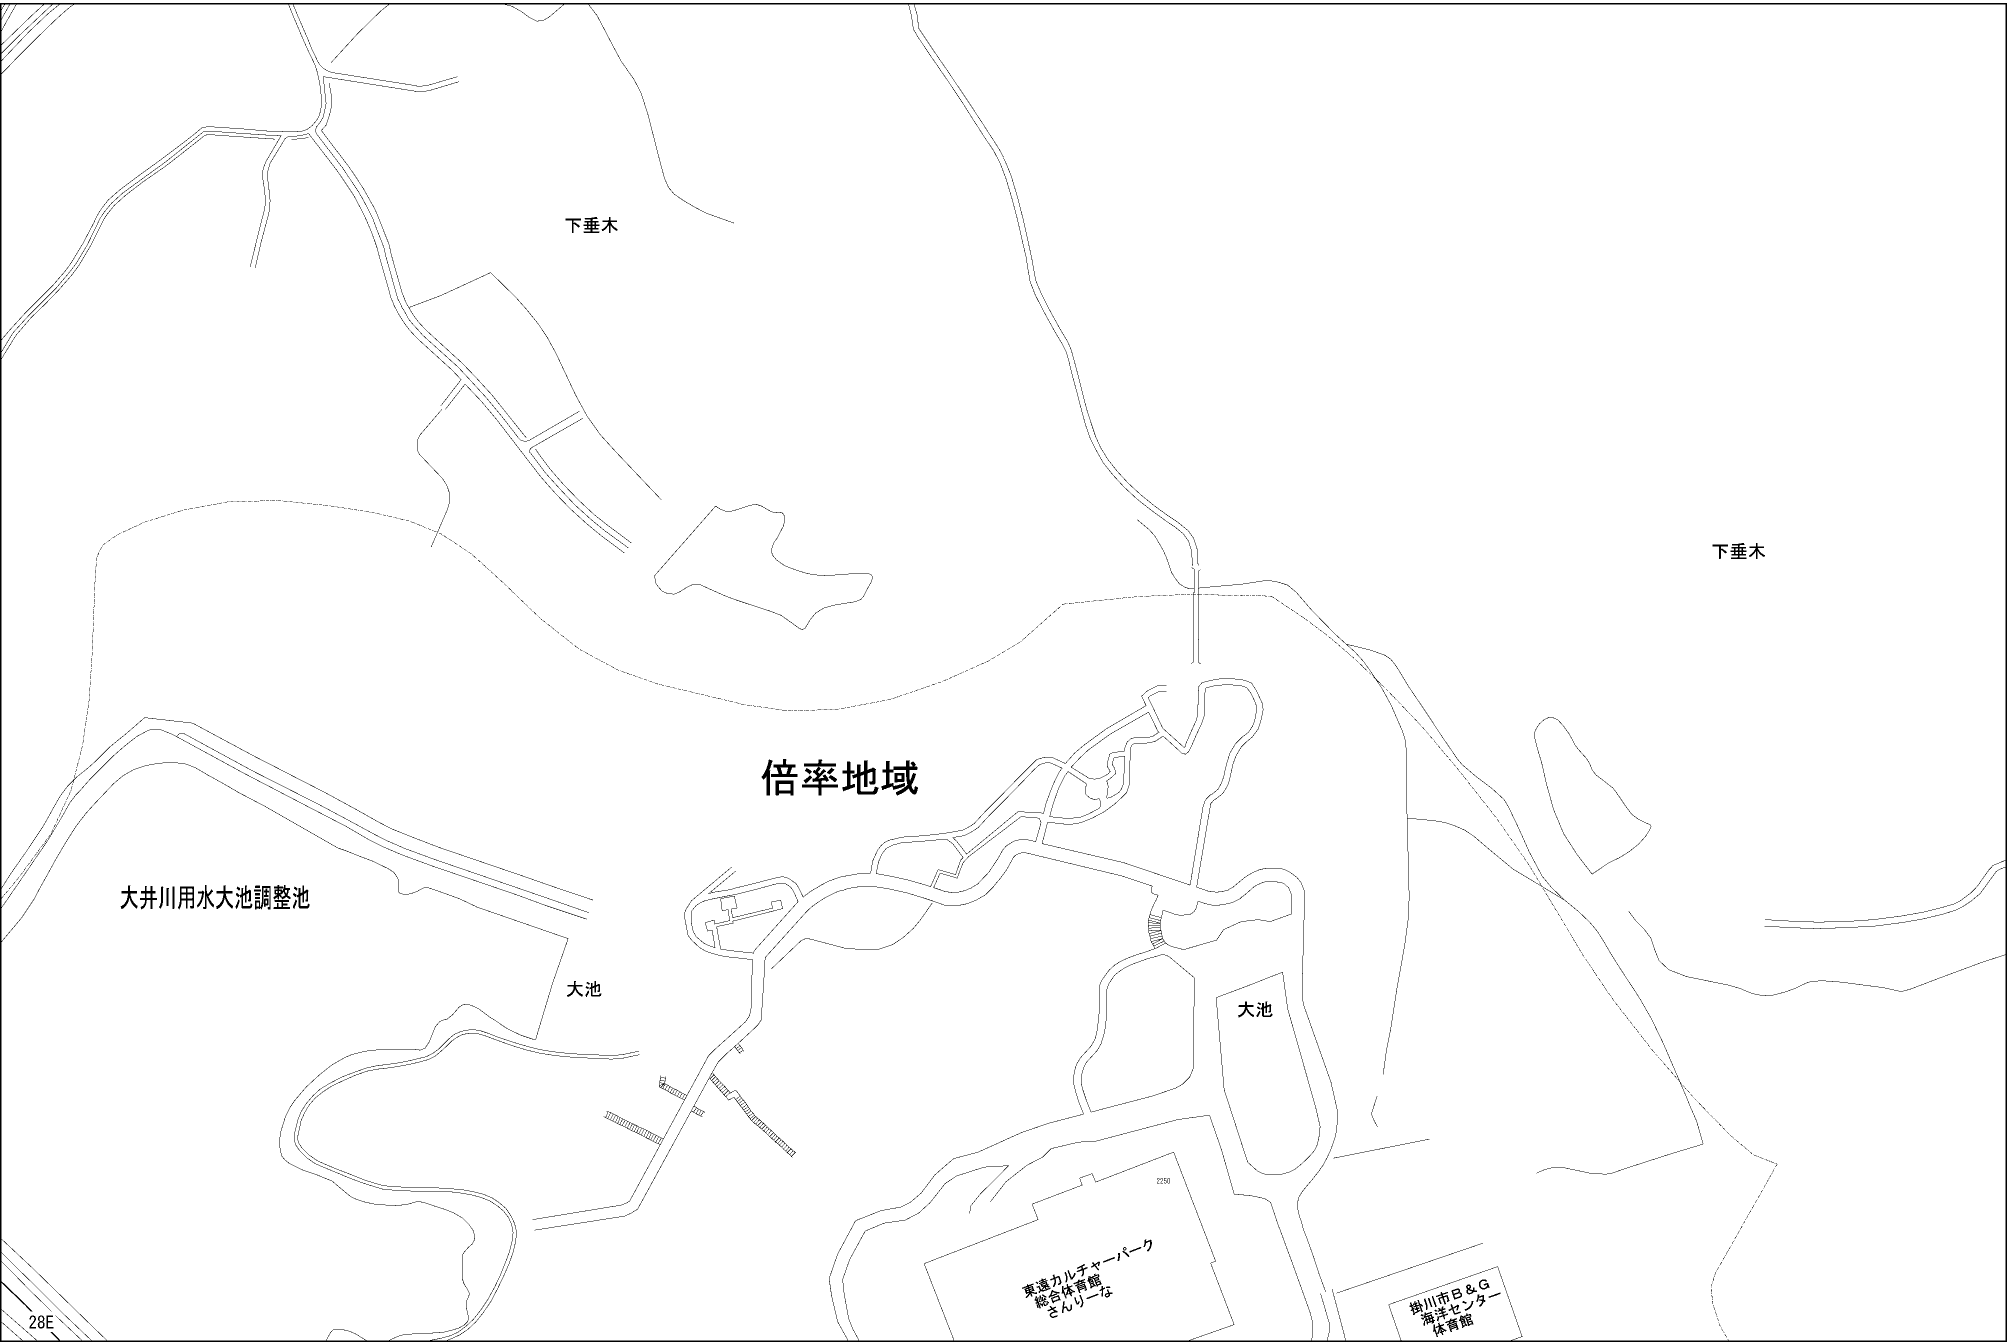 下垂木
下垂木
倍率地域
大井川用水大池調整池
大池
大池
2250
東遠カルチャーパーク
総合体育館
さんりーな
掛川市B&G
海洋センター
体育館
28E